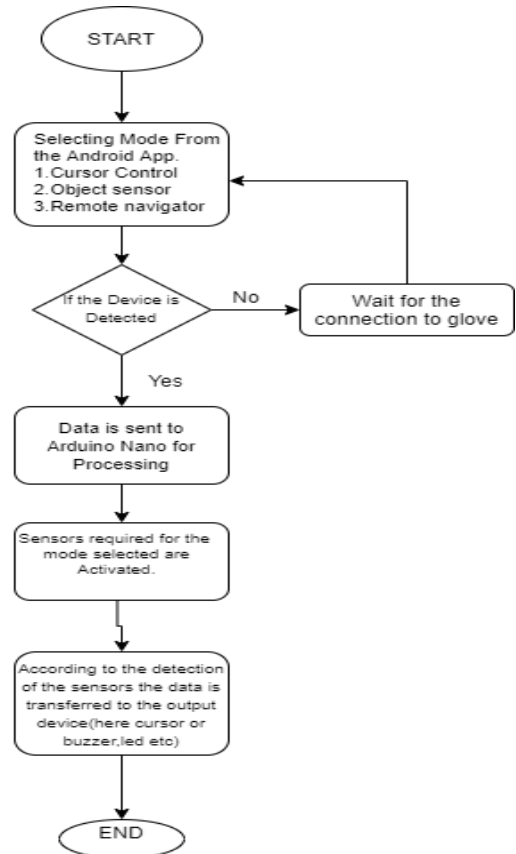 START
Selecting Mode From
the Android App.
1.Cursor Control
2.Object sensor
3.Remote navigator
If the Device is
Detected
No
Wait for the
connection to glove
Yes
Data is sent to
Arduino Nano for
Processing
Sensors required for the
mode selected are
Activated.
According to the detection
of the sensors the data is
transferred to the output
device(here cursor or
buzzer,led etc)
END